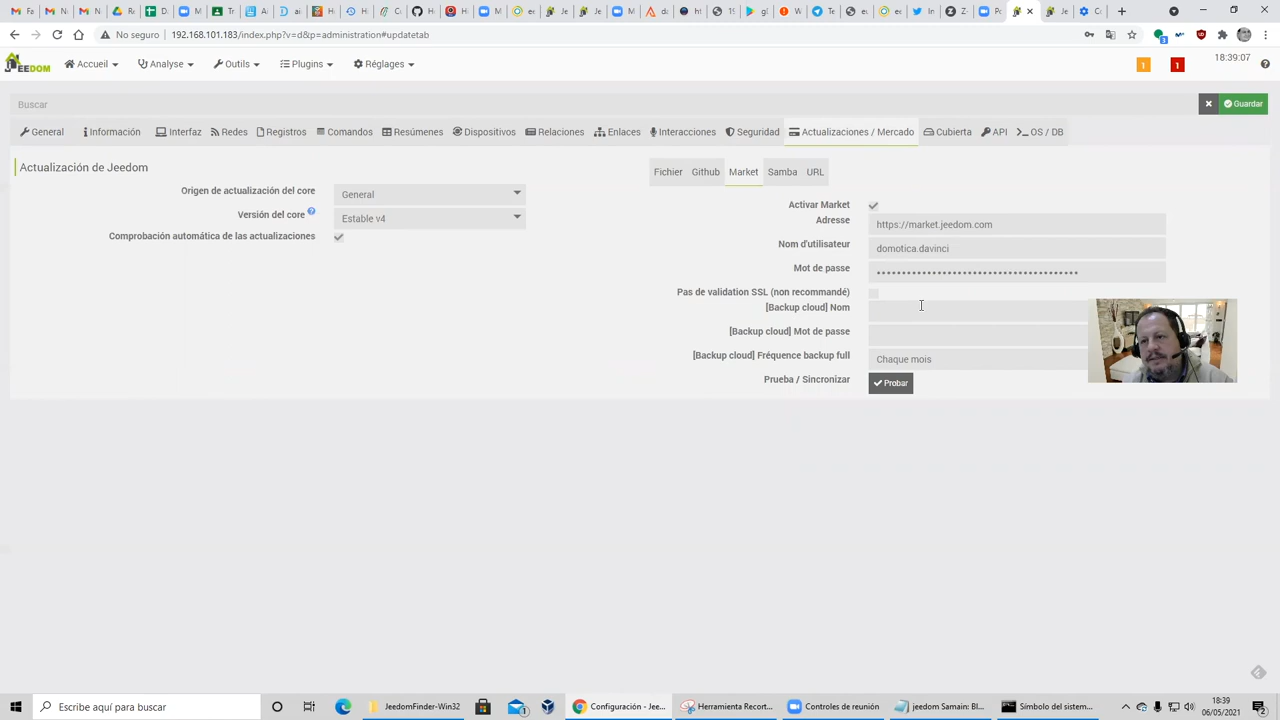 No seguro
192.168.101.183/index.php?v=d&p=administration#updatetab
JEEDOM
Accueil
Analyse
Outils
Plugins
Réglages
1
1
18:39:07
Buscar
Guardar
General
Información
Interfaz
Redes
Registros
Comandos
Resúmenes
Dispositivos
Relaciones
Enlaces
Interacciones
Seguridad
Actualizaciones / Mercado
Cubierta
API
OS / DB
Actualización de Jeedom
Origen de actualización del core
General
Versión del core
Estable v4
Comprobación automática de las actualizaciones
Fichier
Github
Market
Samba
URL
Activar Market
Adresse
https://market.jeedom.com
Nom d'utilisateur
domotica.davinci
Mot de passe
Pas de validation SSL (non recommandé)
[Backup cloud] Nom
[Backup cloud] Mot de passe
[Backup cloud] Fréquence backup full
Chaque mois
Prueba / Sincronizar
Probar
Escribe aquí para buscar
JeedomFinder-Win32
Configuración - Jee...
Herramienta Recort...
Controles de reunión
jeedom Samain: Bl...
Símbolo del sistem...
18:39
06/05/2021